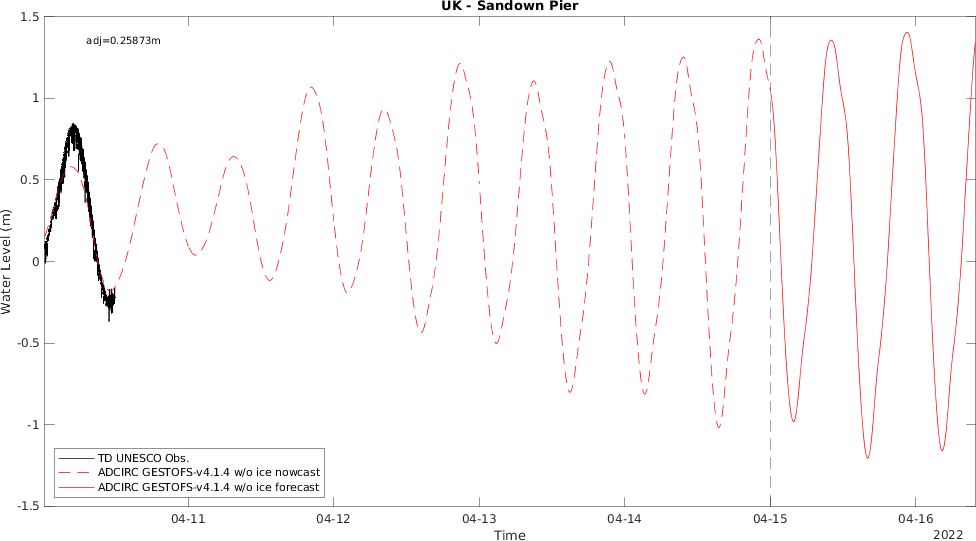 UK - Sandown Pier
adj=0.25873m
1.5
1
0.5
0
-0.5
-1
-1.5
Water Level (m)
TD UNESCO Obs.
ADCIRC GESTOFS-v4.1.4 w/o ice nowcast
ADCIRC GESTOFS-v4.1.4 w/o ice forecast
04-11 04-12 04-13 04-14 04-15 04-16
Time
2022